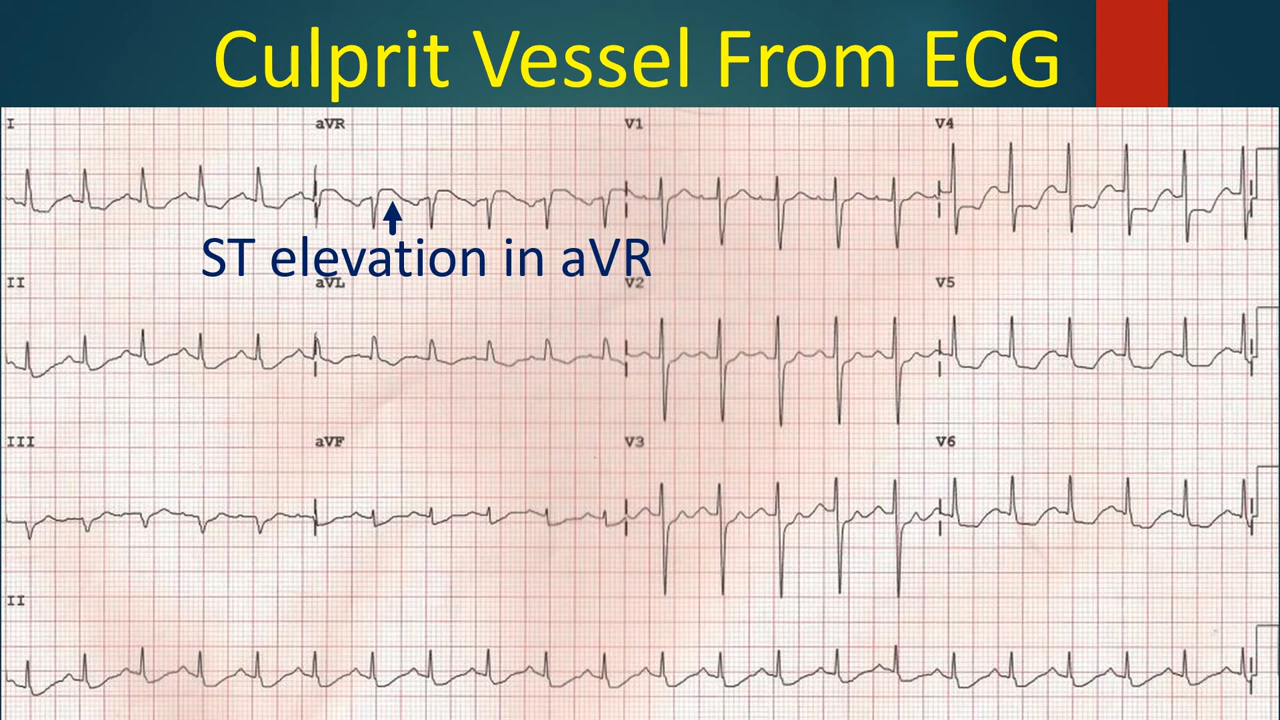 Culprit Vessel From ECG
I aVR V1 V4
ST elevation in aVR
II aVL V2 V5
III aVF V3 V6
II